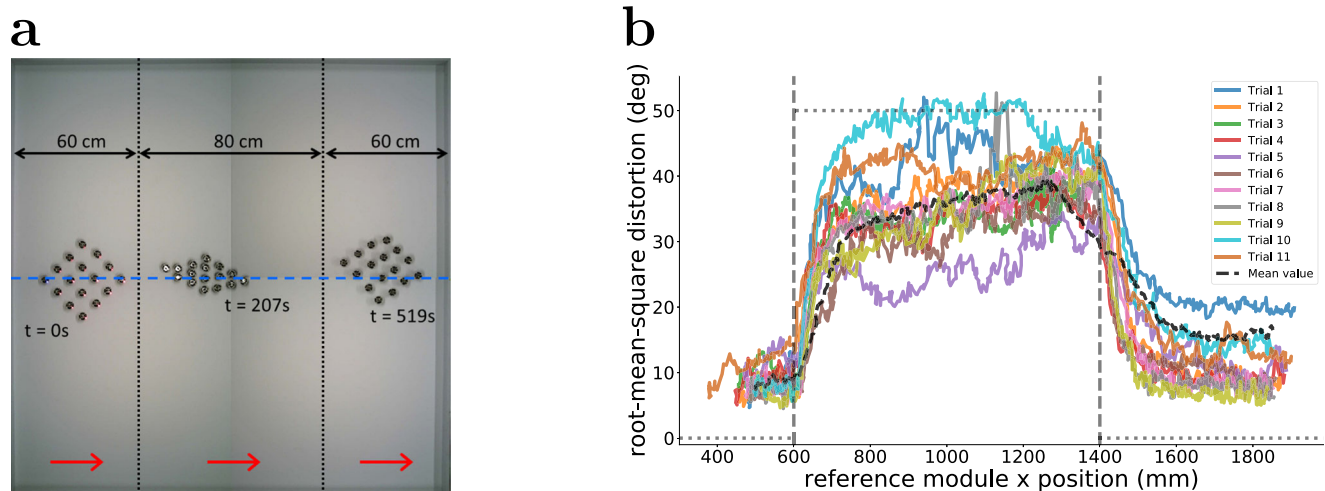 a
60 cm
80 cm
60 cm
t = 0s
t = 207s
t = 519s
b
root-mean-square distortion (deg)
50
40
30
20
10
0
400
600
800
1000
1200
1400
1600
1800
reference module x position (mm)
Trial 1
Trial 2
Trial 3
Trial 4
Trial 5
Trial 6
Trial 7
Trial 8
Trial 9
Trial 10
Trial 11
Mean value